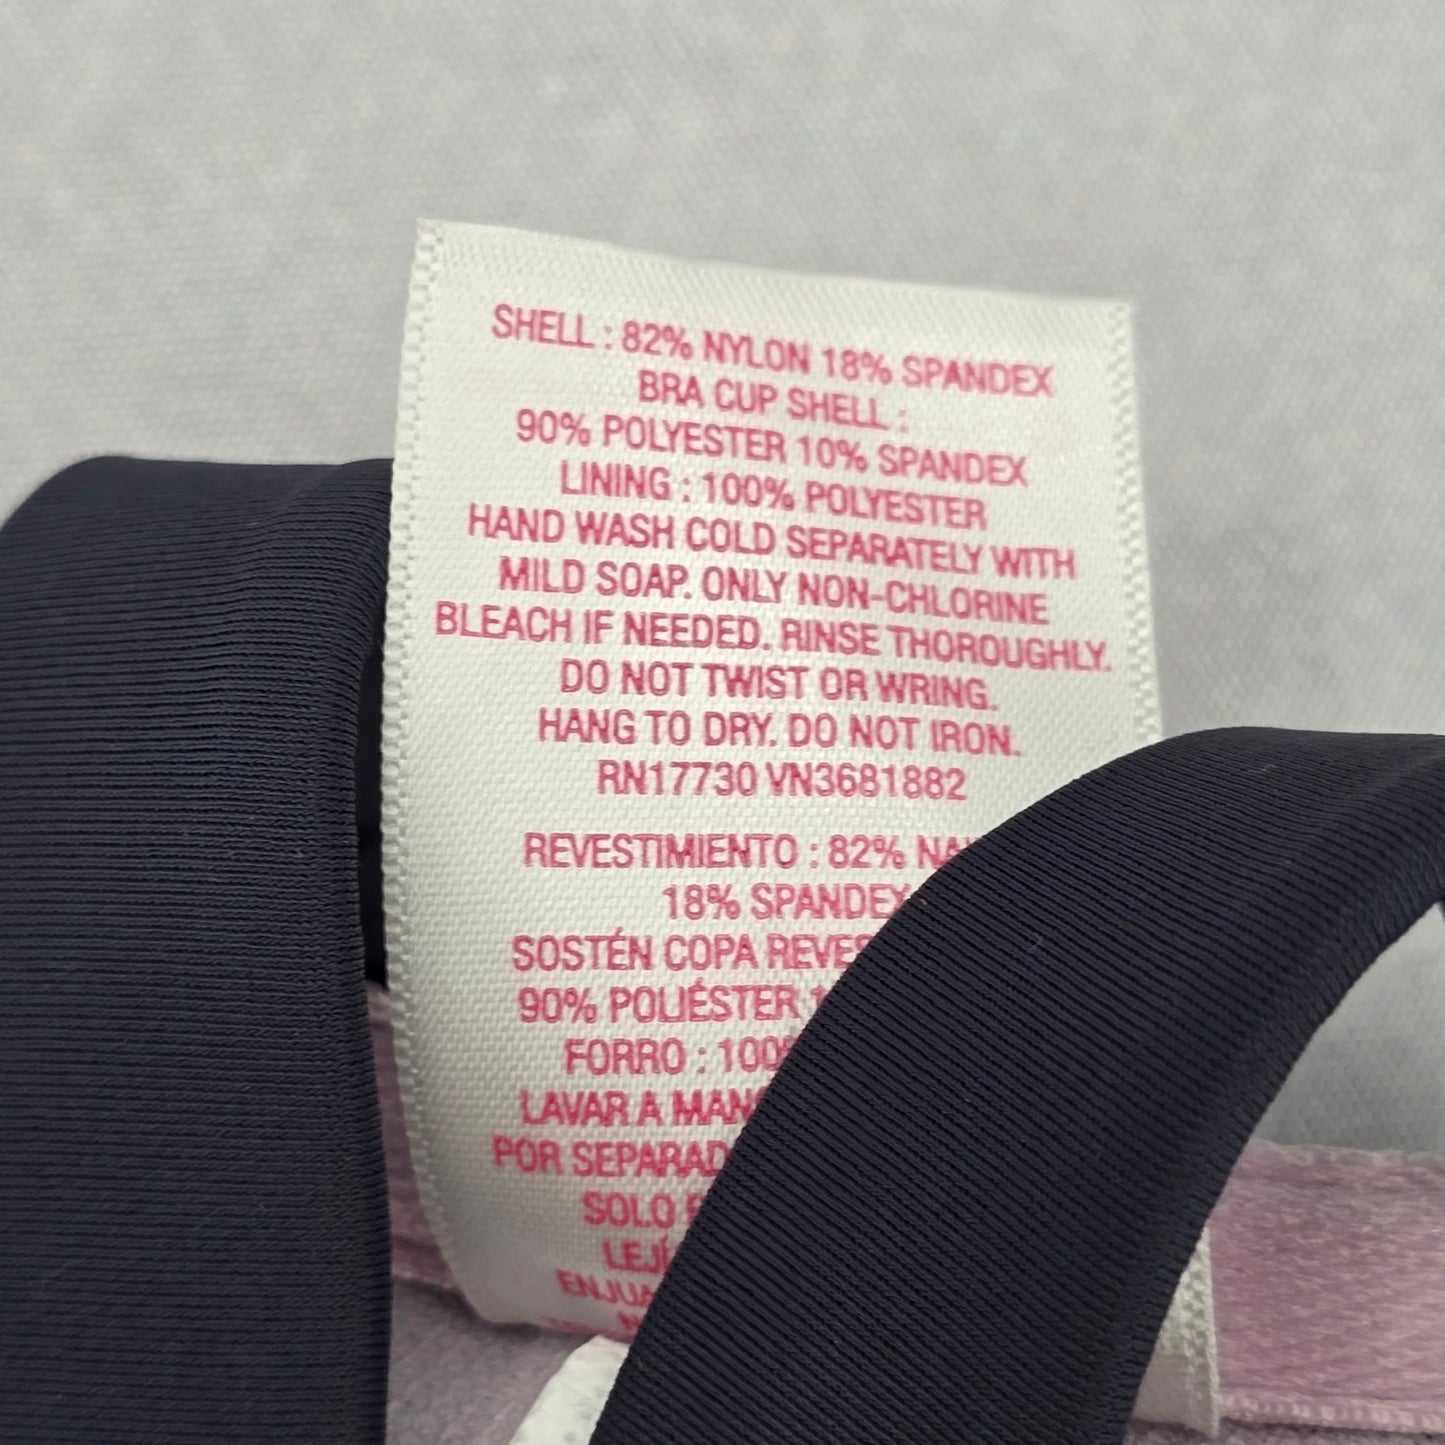 SHELL : 82% NYLON 18% SPANDEX
BRA CUP SHELL :
90% POLYESTER 10% SPANDEX
LINING : 100% POLYESTER
HAND WASH COLD SEPARATELY WITH
MILD SOAP. ONLY NON-CHLORINE
BLEACH IF NEEDED. RINSE THOROUGHLY.
DO NOT TWIST OR WRING.
HANG TO DRY. DO NOT IRON.
RN17730 VN3681882
REVESTIMIENTO : 82%
18% SPANDEX
SOSTÉN COPA
90% POLIÉSTER
FORRO :
LAVAR A
POR
SOLO